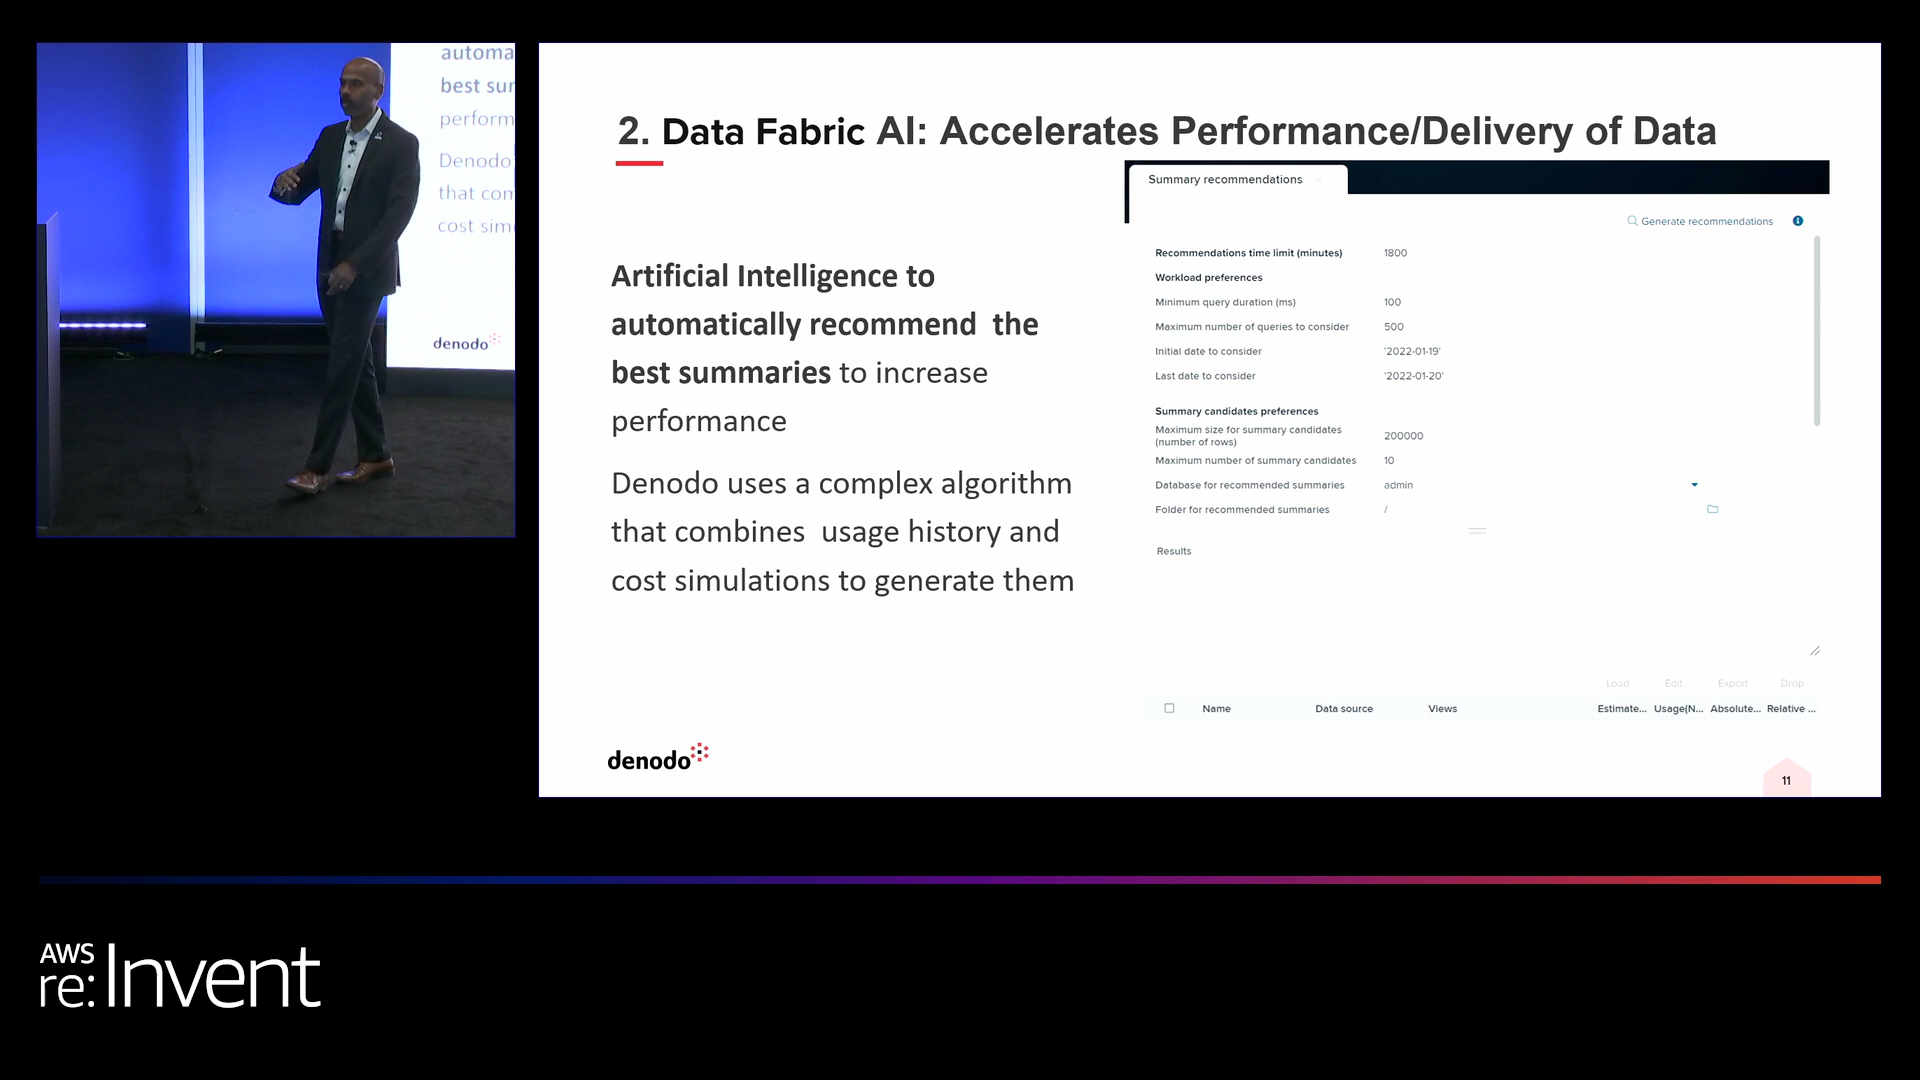 automa
best sur
perform
Denodo
that com
cost sim
denodo
2. Data Fabric AI: Accelerates Performance/Delivery of Data
Artificial Intelligence to
automatically recommend  the
best summaries to increase
performance
Denodo uses a complex algorithm
that combines  usage history and
cost simulations to generate them
Summary recommendations
Generate recommendations
Recommendations time limit (minutes) 1800
Workload preferences
Minimum query duration (ms) 100
Maximum number of queries to consider 500
Initial date to consider '2022-01-19'
Last date to consider '2022-01-20'
Summary candidates preferences
Maximum size for summary candidates
(number of rows) 200000
Maximum number of summary candidates 10
Database for recommended summaries admin
Folder for recommended summaries /
Results
Load Edit Export Drop
Name Data source Views Estimate... Usage(N... Absolute... Relative ...
denodo
11
AWS
re:Invent